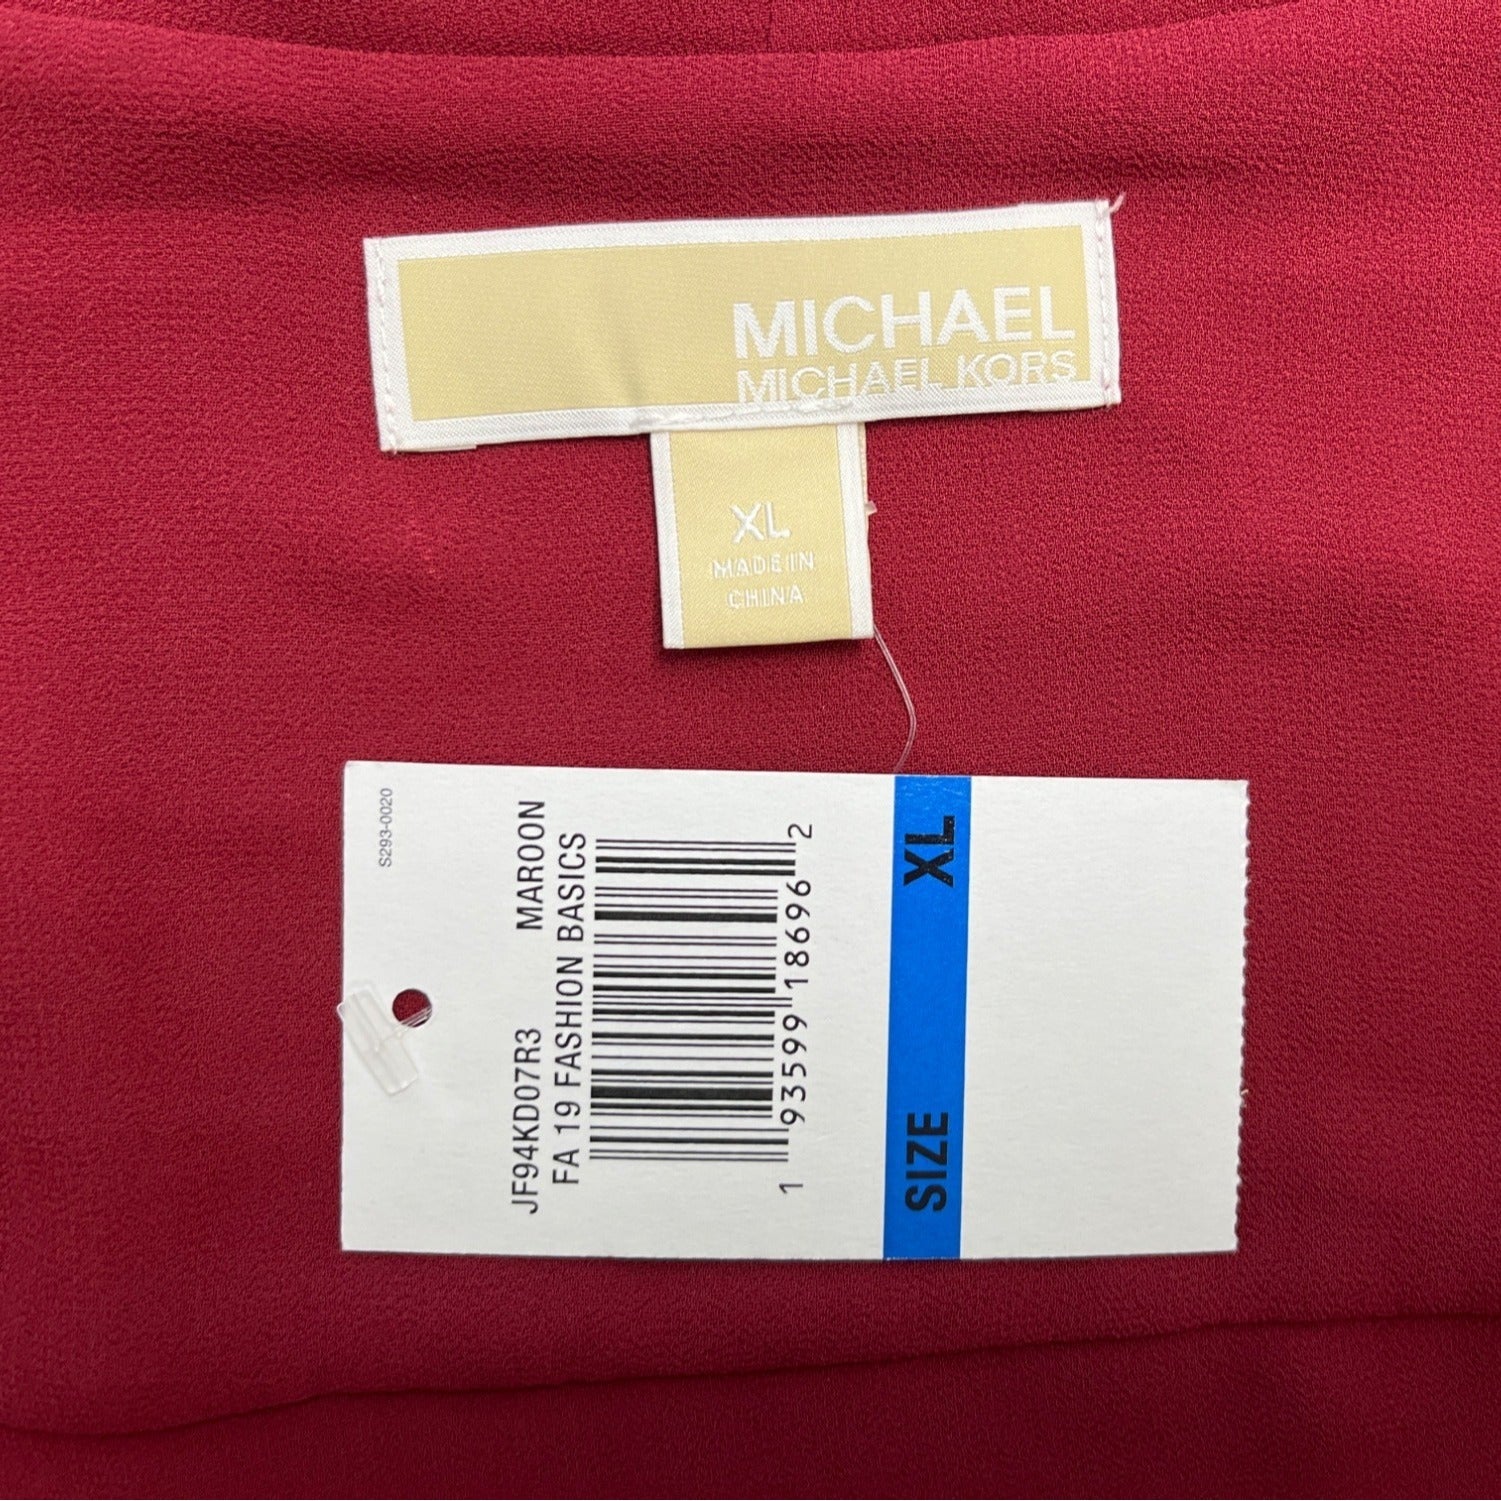 MICHAEL
MICHAEL KORS
XL
MADE IN
CHINA
S293-0020
JF94KD07R3 MAROON
FA 19 FASHION BASICS
1 93599 18696 2
SIZE XL